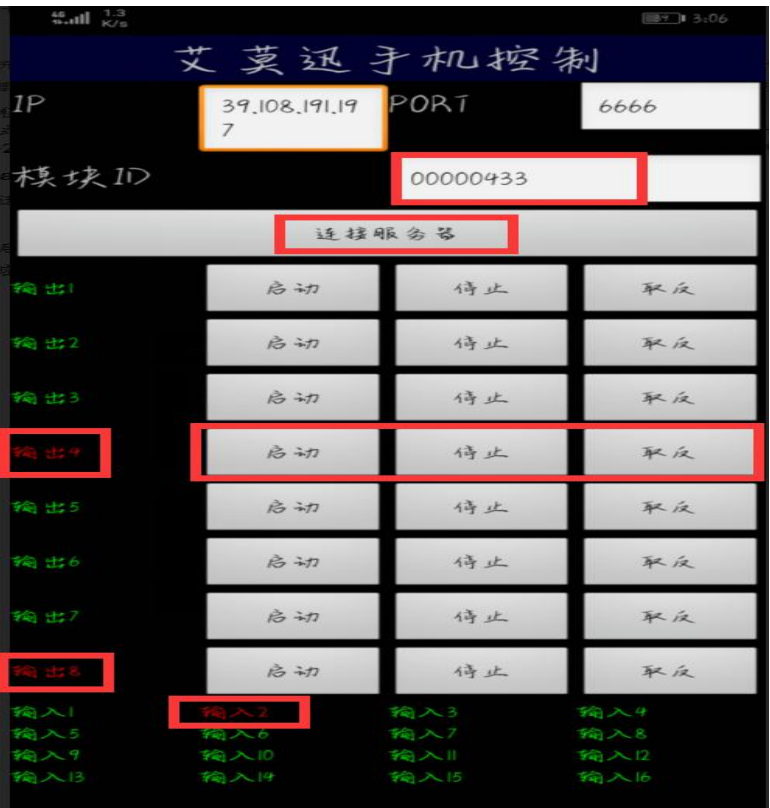 4G 1.3 K/s 3:06
艾莫迅手机控制
IP 39.108.191.197 PORT 6666
模块ID 00000433
连接服务器
输出1 启动 停止 取反
输出2 启动 停止 取反
输出3 启动 停止 取反
输出4 启动 停止 取反
输出5 启动 停止 取反
输出6 启动 停止 取反
输出7 启动 停止 取反
输出8 启动 停止 取反
输入1 输入2 输入3 输入4
输入5 输入6 输入7 输入8
输入9 输入10 输入11 输入12
输入13 输入14 输入15 输入16